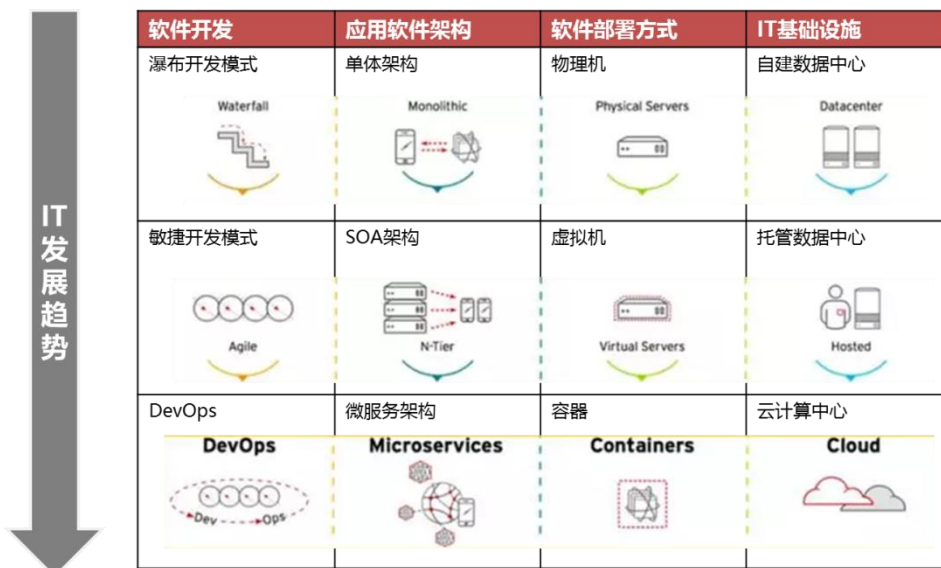 IT发展趋势
软件开发
应用软件架构
软件部署方式
IT基础设施
瀑布开发模式
单体架构
物理机
自建数据中心
Waterfall
Monolithic
Physical Servers
Datacenter
敏捷开发模式
SOA架构
虚拟机
托管数据中心
Agile
N-Tier
Virtual Servers
Hosted
DevOps
微服务架构
容器
云计算中心
DevOps
Microservices
Containers
Cloud
Dev
Ops